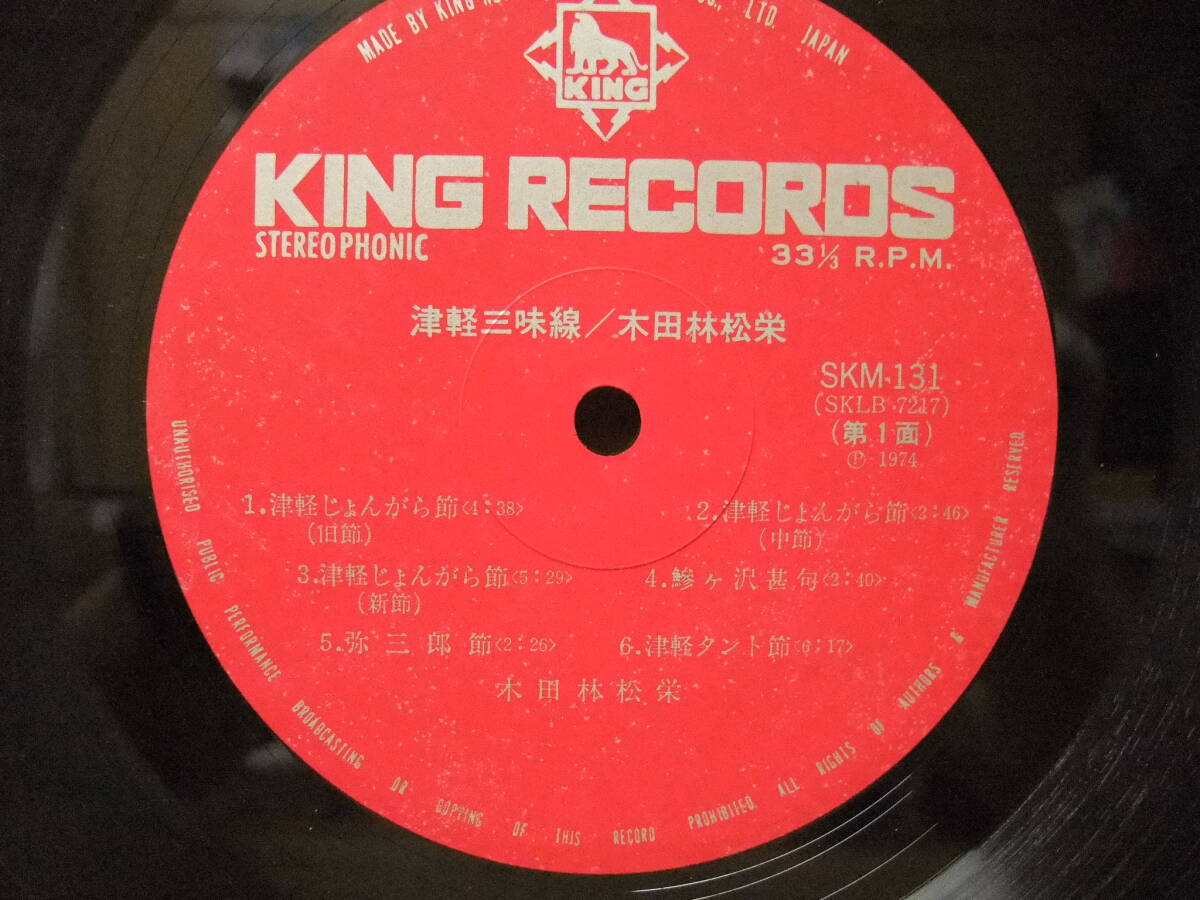 MADE BY KING LTD. JAPAN
KING
KING RECORDS
STEREOPHONIC
33⅓ R.P.M.
津軽三味線/木田林松栄
SKM-131
(SKLB 7217)
(第1面)
Ⓟ 1974
1.津軽じょんがら節<4:38>
(旧節)
2.津軽じょんがら節<2:46>
(中節)
3.津軽じょんがら節<5:29>
(新節)
4.鰺ヶ沢甚句<2:40>
5.弥三郎節<2:26>
6.津軽タント節<6:17>
木田林松栄
UNAUTHORISED PUBLIC PERFORMANCE BROADCASTING OR COPYING OF THIS RECORD PROHIBITED. ALL RIGHTS OF AUTHORS & MANUFACTURER RESERVED.